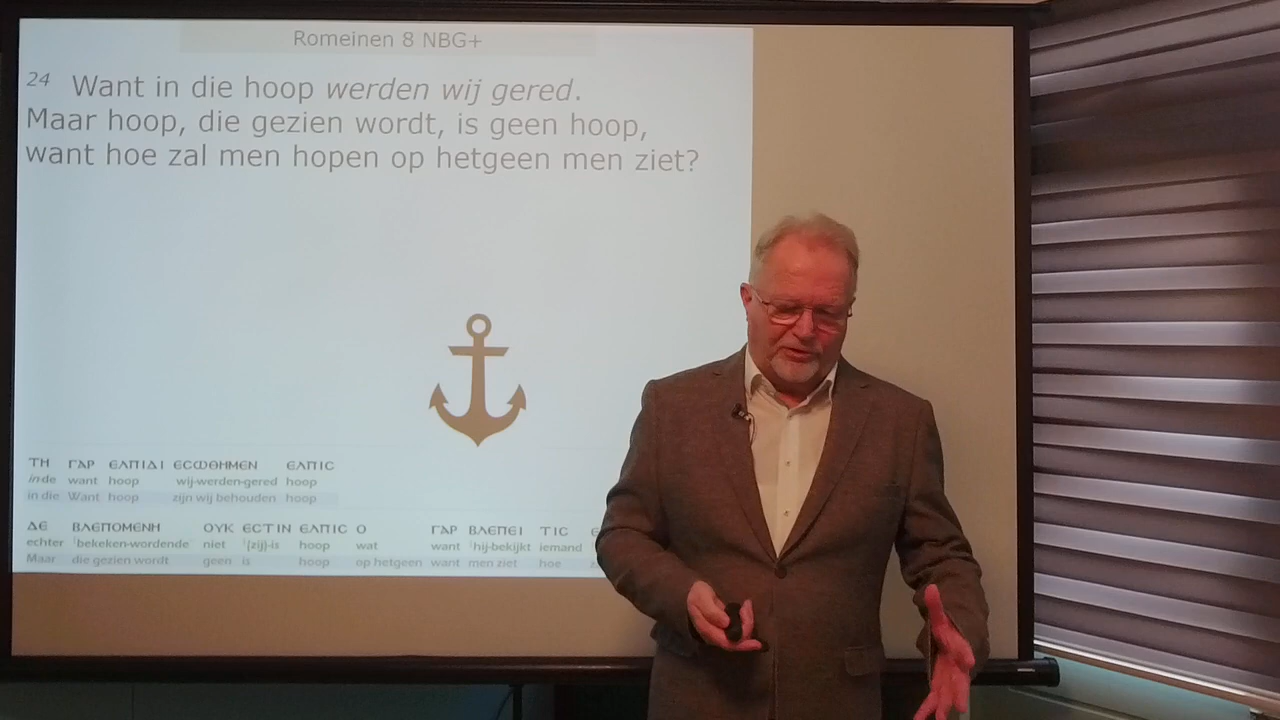 Romeinen 8 NBG+
24 Want in die hoop werden wij gered.
Maar hoop, die gezien wordt, is geen hoop,
want hoe zal men hopen op hetgeen men ziet?
ΤΗ ΓΑΡ ΕΛΠΙΔΙ ΕϹΩΘΗΜΕΝ ΕΛΠΙϹ
in de want hoop wij-werden-gered hoop
in die Want hoop zijn wij behouden hoop
ΔΕ ΒΛΕΠΟΜΕΝΗ ΟΥΚ ΕϹΤΙΝ ΕΛΠΙϹ Ο ΓΑΡ ΒΛΕΠΕΙ ΤΙϹ
echter bekeken-wordende niet (zij)-is hoop wat want hij-bekijkt iemand
Maar die gezien wordt geen is hoop op hetgeen want men ziet hoe